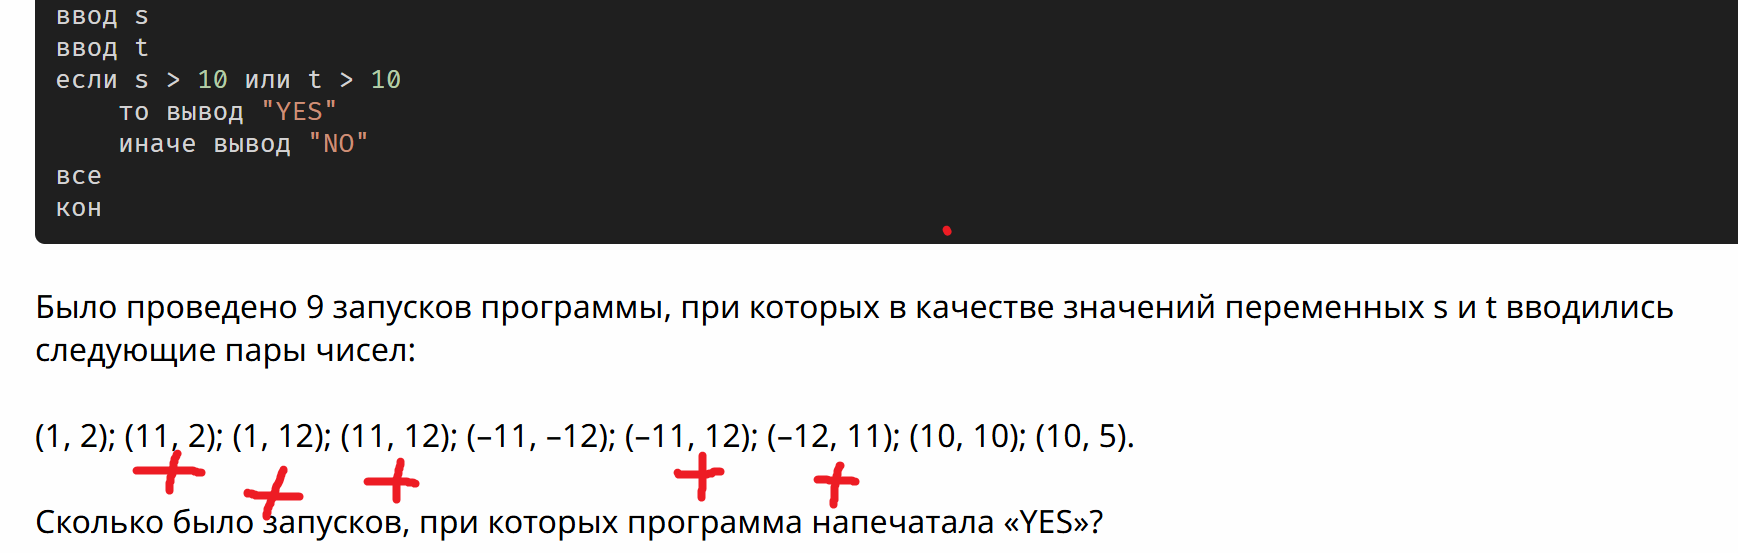 ввод s
ввод t
если s > 10 или t > 10
то вывод "YES"
иначе вывод "NO"
все
кон
Было проведено 9 запусков программы, при которых в качестве значений переменных s и t вводились
следующие пары чисел:
(1, 2); (11, 2); (1, 12); (11, 12); (–11, –12); (–11, 12); (–12, 11); (10, 10); (10, 5).
Сколько было запусков, при которых программа напечатала «YES»?